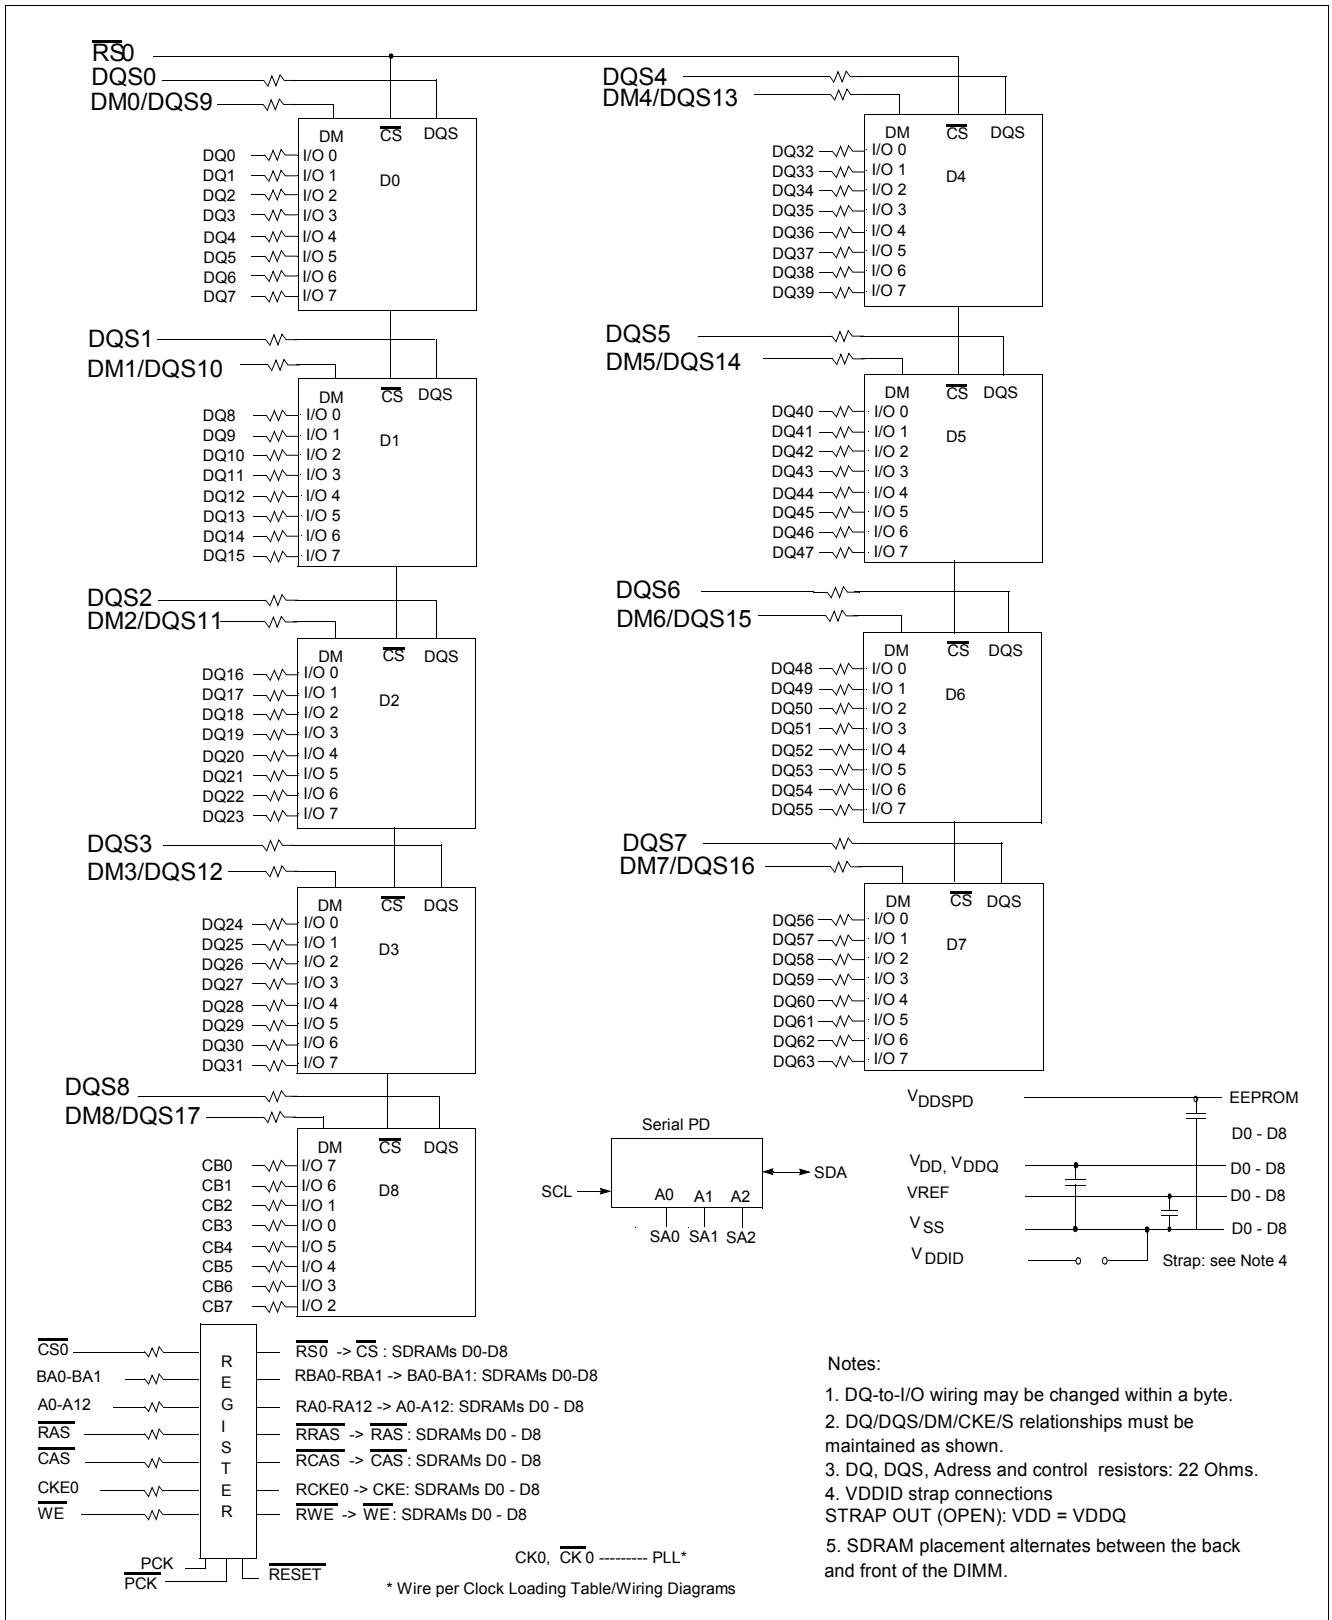 RS0
DQS0
DM0/DQS9
DM CS DQS
D0
DQ0 I/O 0
DQ1 I/O 1
DQ2 I/O 2
DQ3 I/O 3
DQ4 I/O 4
DQ5 I/O 5
DQ6 I/O 6
DQ7 I/O 7
DQS1
DM1/DQS10
DM CS DQS
D1
DQ8 I/O 0
DQ9 I/O 1
DQ10 I/O 2
DQ11 I/O 3
DQ12 I/O 4
DQ13 I/O 5
DQ14 I/O 6
DQ15 I/O 7
DQS2
DM2/DQS11
DM CS DQS
D2
DQ16 I/O 0
DQ17 I/O 1
DQ18 I/O 2
DQ19 I/O 3
DQ20 I/O 4
DQ21 I/O 5
DQ22 I/O 6
DQ23 I/O 7
DQS3
DM3/DQS12
DM CS DQS
D3
DQ24 I/O 0
DQ25 I/O 1
DQ26 I/O 2
DQ27 I/O 3
DQ28 I/O 4
DQ29 I/O 5
DQ30 I/O 6
DQ31 I/O 7
DQS8
DM8/DQS17
DM CS DQS
D8
CB0 I/O 7
CB1 I/O 6
CB2 I/O 1
CB3 I/O 0
CB4 I/O 5
CB5 I/O 4
CB6 I/O 3
CB7 I/O 2
DQS4
DM4/DQS13
DM CS DQS
D4
DQ32 I/O 0
DQ33 I/O 1
DQ34 I/O 2
DQ35 I/O 3
DQ36 I/O 4
DQ37 I/O 5
DQ38 I/O 6
DQ39 I/O 7
DQS5
DM5/DQS14
DM CS DQS
D5
DQ40 I/O 0
DQ41 I/O 1
DQ42 I/O 2
DQ43 I/O 3
DQ44 I/O 4
DQ45 I/O 5
DQ46 I/O 6
DQ47 I/O 7
DQS6
DM6/DQS15
DM CS DQS
D6
DQ48 I/O 0
DQ49 I/O 1
DQ50 I/O 2
DQ51 I/O 3
DQ52 I/O 4
DQ53 I/O 5
DQ54 I/O 6
DQ55 I/O 7
DQS7
DM7/DQS16
DM CS DQS
D7
DQ56 I/O 0
DQ57 I/O 1
DQ58 I/O 2
DQ59 I/O 3
DQ60 I/O 4
DQ61 I/O 5
DQ62 I/O 6
DQ63 I/O 7
Serial PD
SCL SDA
A0 A1 A2
SA0 SA1 SA2
VDDSPD EEPROM
D0 - D8
VDD, VDDQ D0 - D8
VREF D0 - D8
VSS D0 - D8
VDDID Strap: see Note 4
REGISTER
CS0 RS0 -> CS : SDRAMs D0-D8
BA0-BA1 RBA0-RBA1 -> BA0-BA1: SDRAMs D0-D8
A0-A12 RA0-RA12 -> A0-A12: SDRAMs D0 - D8
RAS RRAS -> RAS : SDRAMs D0 - D8
CAS RCAS -> CAS : SDRAMs D0 - D8
CKE0 RCKE0 -> CKE: SDRAMs D0 - D8
WE RWE -> WE : SDRAMs D0 - D8
PCK
PCK
RESET
CK0, CK0 --------- PLL*
* Wire per Clock Loading Table/Wiring Diagrams
Notes:
1. DQ-to-I/O wiring may be changed within a byte.
2. DQ/DQS/DM/CKE/S relationships must be
maintained as shown.
3. DQ, DQS, Adress and control resistors: 22 Ohms.
4. VDDID strap connections
STRAP OUT (OPEN): VDD = VDDQ
5. SDRAM placement alternates between the back
and front of the DIMM.